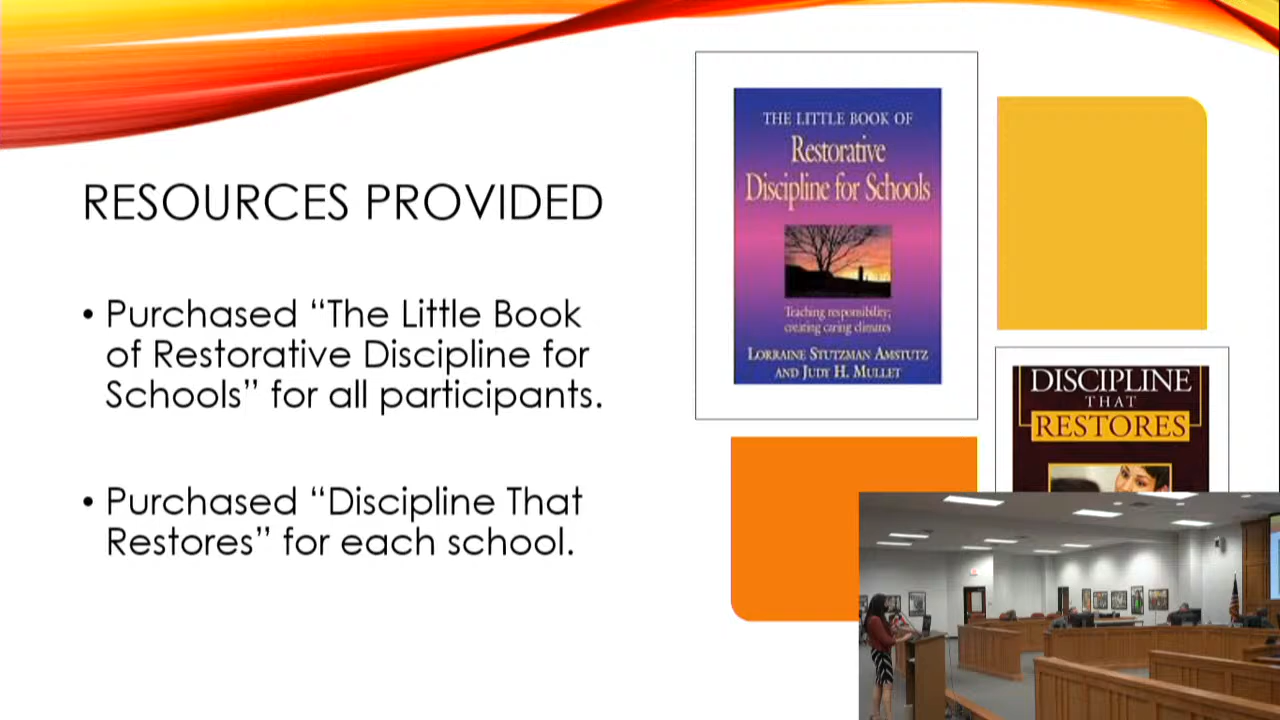 RESOURCES PROVIDED
• Purchased “The Little Book
of Restorative Discipline for
Schools” for all participants.
• Purchased “Discipline That
Restores” for each school.
THE LITTLE BOOK OF
Restorative
Discipline for Schools
Teaching responsibility;
creating caring climates
LORRAINE STUTZMAN AMSTUTZ
AND JUDY H. MULLET
DISCIPLINE
THAT
RESTORES